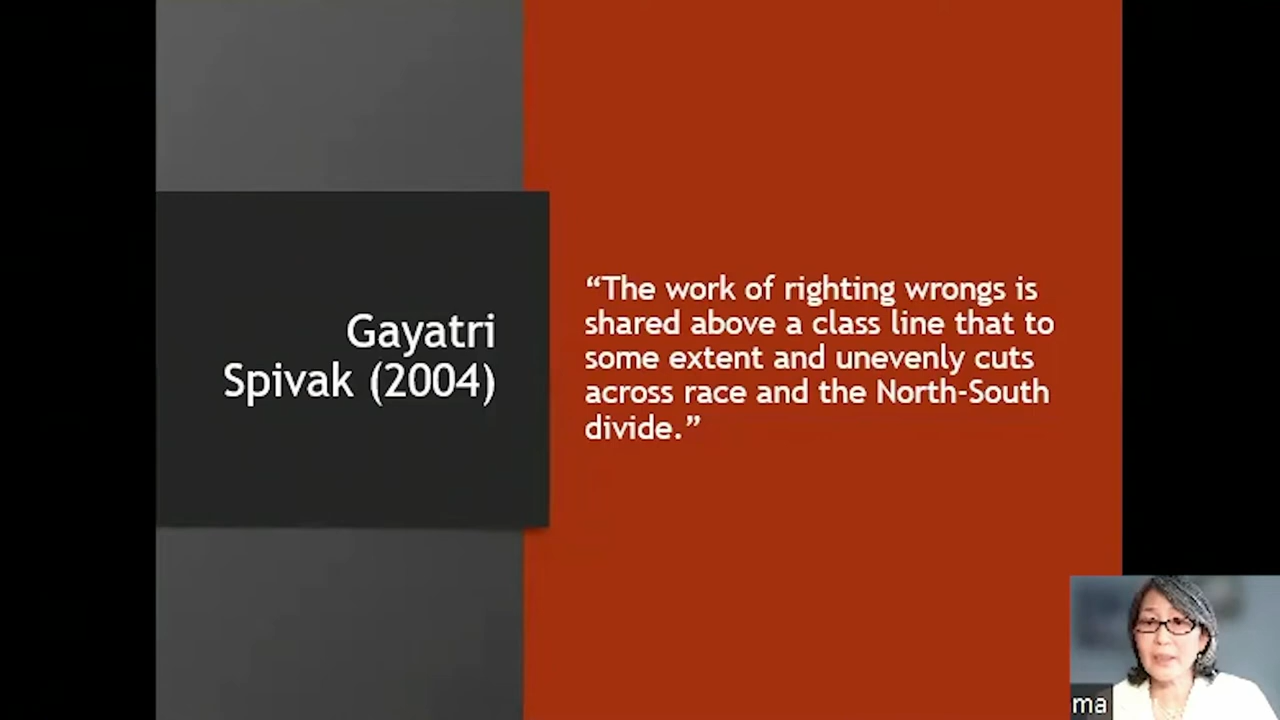 Gayatri
Spivak (2004)
“The work of righting wrongs is
shared above a class line that to
some extent and unevenly cuts
across race and the North-South
divide.”
ma